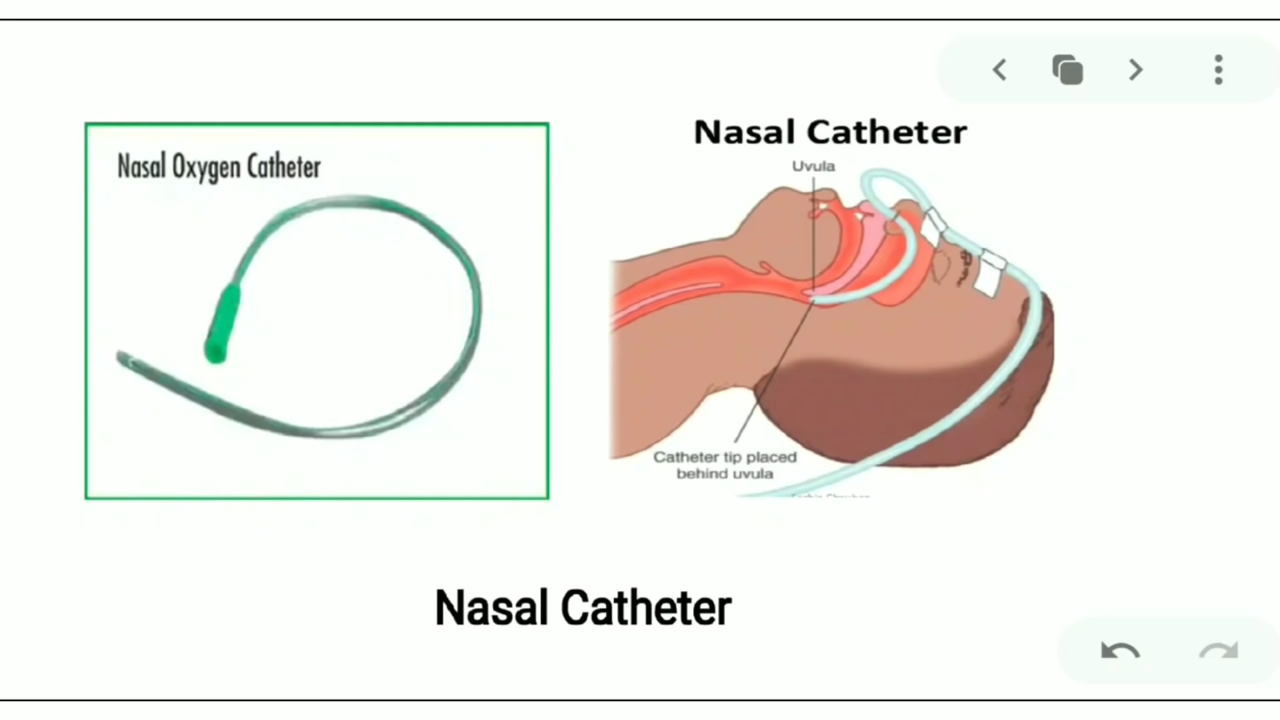 Nasal Oxygen Catheter
Nasal Catheter
Uvula
Catheter tip placed
behind uvula
Nasal Catheter